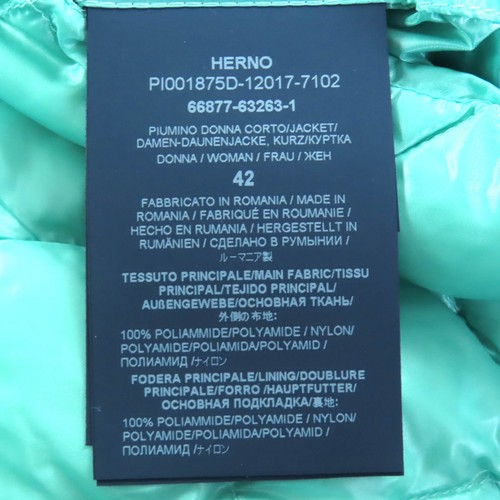 HERNO
PI001875D-12017-7102
66877-63263-1
PIUMINO DONNA CORTO/JACKET/
DAMEN-DAUNENJACKE, KURZ/КУРТКА
DONNA / WOMAN / FRAU / ЖЕН
42
FABBRICATO IN ROMANIA / MADE IN
ROMANIA / FABRIQUÉ EN ROUMANIE /
HECHO EN RUMANIA / HERGESTELLT IN
RUMÄNIEN / СДЕЛАНО В РУМЫНИИ /
ルーマニア製
TESSUTO PRINCIPALE/MAIN FABRIC/TISSU
PRINCIPAL/TEJIDO PRINCIPAL/
AUßENGEWEBE/ОСНОВНАЯ ТКАНЬ/
外側の布地:
100% POLIAMMIDE/POLYAMIDE / NYLON/
POLYAMIDE/POLIAMIDA/POLYAMID /
ПОЛИАМИД /ナイロン
FODERA PRINCIPALE/LINING/DOUBLURE
PRINCIPALE/FORRO /HAUPTFUTTER/
ОСНОВНАЯ ПОДКЛАДКА/裏地:
100% POLIAMMIDE/POLYAMIDE / NYLON/
POLYAMIDE/POLIAMIDA/POLYAMID /
ПОЛИАМИД /ナイロン